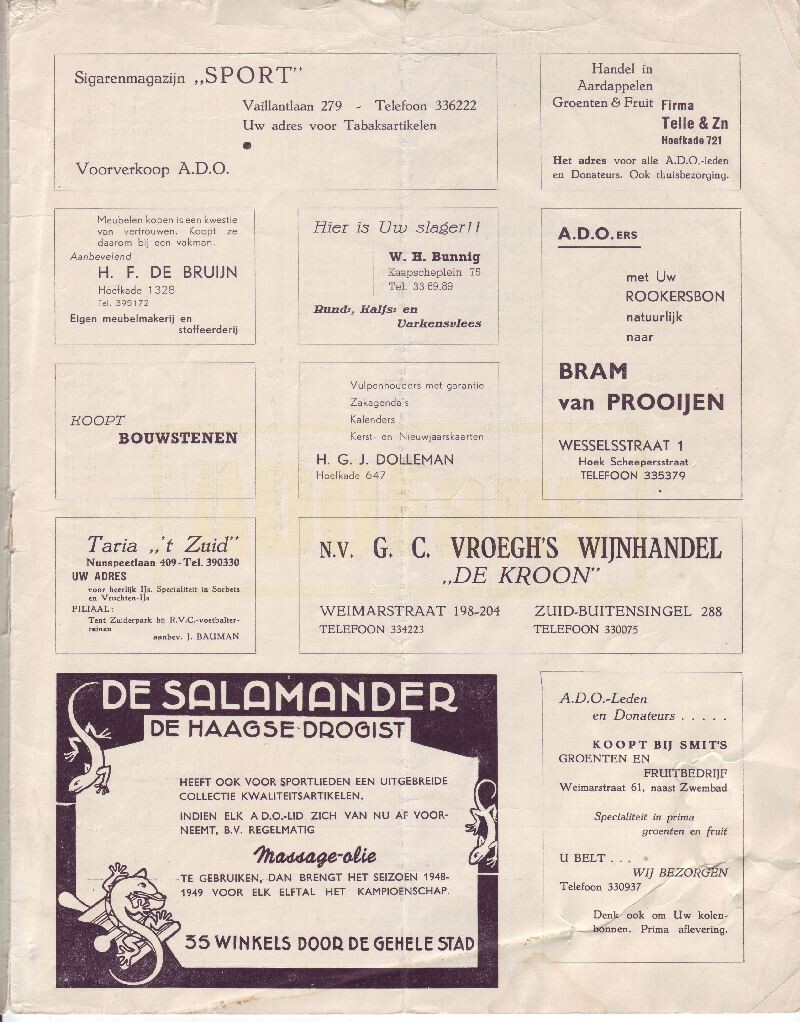 Sigarenmagazijn „SPORT"
Vaillantlaan 279 - Telefoon 336222
Uw adres voor Tabaksartikelen
Voorverkoop A.D.O.
Handel in
Aardappelen
Groenten & Fruit Firma
Telle & Zn
Hoefkade 721
Het adres voor alle A.D.O.-leden
en Donateurs. Ook thuisbezorging.
Meubelen kopen is een kwestie
van vertrouwen. Koopt ze
daarom bij een vakman.
Aanbevelend
H. F. DE BRUIJN
Hoefkade 1328
Tel. 395172
Eigen meubelmakerij en
stoffeerderij
Hier is Uw slager!!
W. H. Bunnig
Kaapscheplein 75
Tel. 33.69.89
Runds, Kalfs- en
Varkensvlees
A.D.O.ERS
met Uw
ROOKERSBON
natuurlijk
naar
BRAM
van PROOIJEN
WESSELSSTRAAT 1
Hoek Scheepersstraat
TELEFOON 335379
KOOPT
BOUWSTENEN
Vulpenhouders met garantie
Zakagenda's
Kalenders
Kerst- en Nieuwjaarskaarten
H. G. J. DOLLEMAN
Hoefkade 647
Taria „'t Zuid"
Nunspeetlaan 409 - Tel. 390330
UW ADRES
voor heerlijk IJs. Specialiteit in Sorbets
en Vruchten-IJs
FILIAAL:
Tent Zuiderpark bij R.V.C.-voetbalter-
reinen
aanbev. J. BAUMAN
N.V. G. C. VROEGH'S WIJNHANDEL
„DE KROON"
WEIMARSTRAAT 198-204 ZUID-BUITENSINGEL 288
TELEFOON 334223 TELEFOON 330075
DE SALAMANDER
DE HAAGSE DROGIST
HEEFT OOK VOOR SPORTLIEDEN EEN UITGEBREIDE
COLLECTIE KWALITEITSARTIKELEN.
INDIEN ELK A D.O.-LID ZICH VAN NU AF VOOR-
NEEMT, B.V. REGELMATIG
Massage-olie
TE GEBRUIKEN, DAN BRENGT HET SEIZOEN 1948-
1949 VOOR ELK ELFTAL HET KAMPIOENSCHAP.
35 WINKELS DOOR DE GEHELE STAD
A.D.O.-Leden
en Donateurs . . . . .
KOOPT BIJ SMIT'S
GROENTEN EN
FRUITBEDRIJF
Weimarstraat 61, naast Zwembad
Specialiteit in prima
groenten en fruit
U BELT . . .
WIJ BEZORGEN
Telefoon 330937
Denk ook om Uw kolen-
bonnen. Prima aflevering.